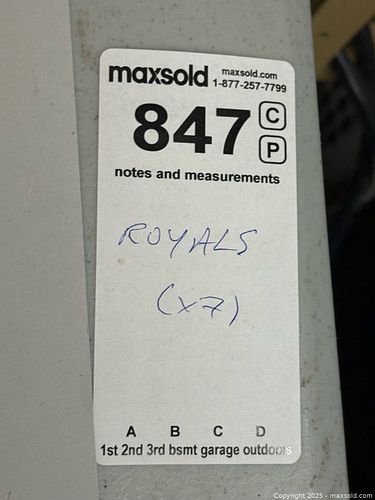 maxsold maxsold.com
1-877-257-7799
847 C
P
notes and measurements
ROYALS
(x7)
A B C D
1st 2nd 3rd bsmt garage outdoors
Copyright 2025 - maxsold.com